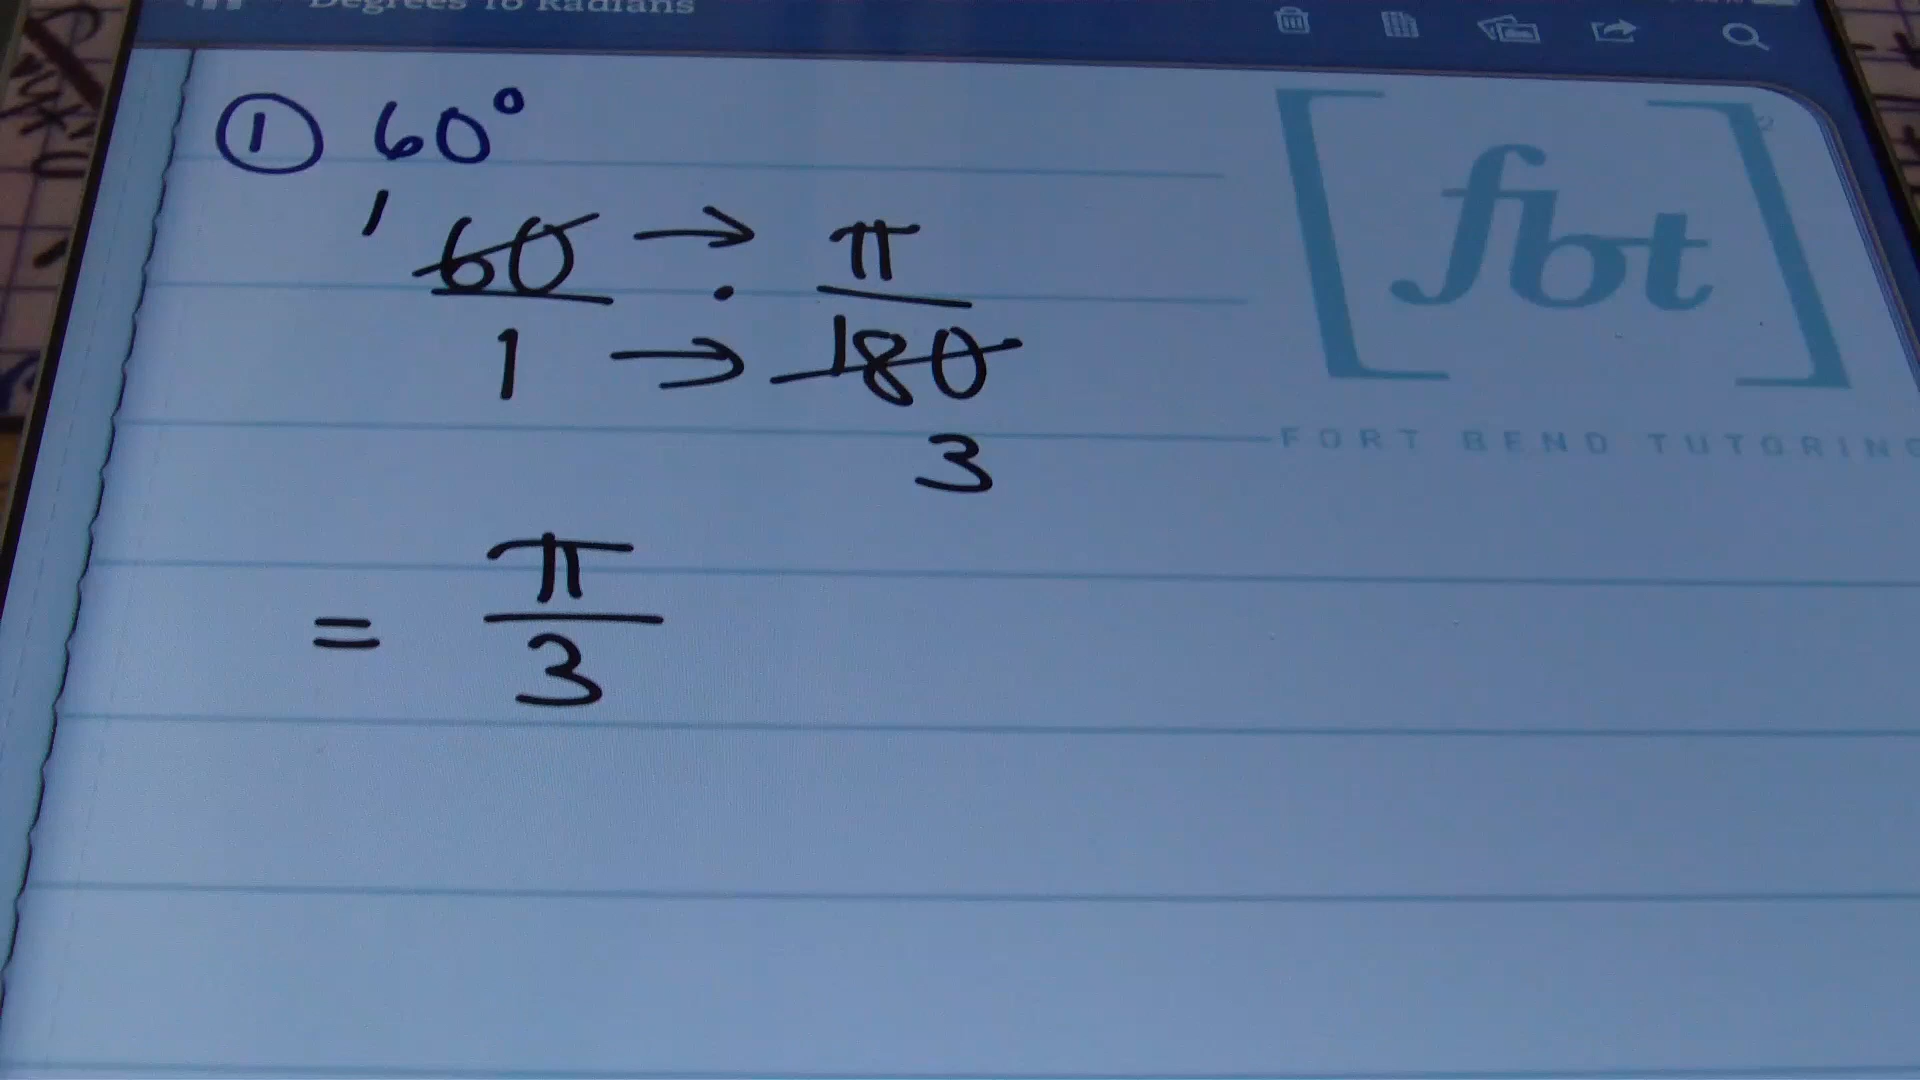 Degrees To Radians
① 60°
1 60 → · π
1 → 180
3
= π
3
fbt
FORT BEND TUTORING